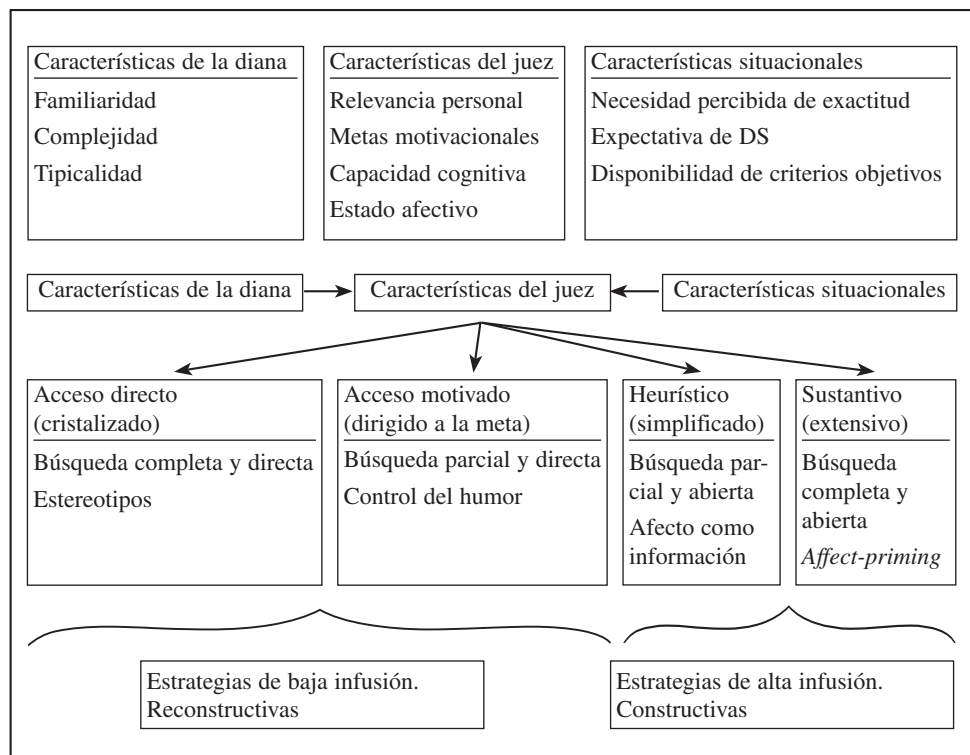 Características de la diana
Familiaridad
Complejidad
Tipicalidad
Características del juez
Relevancia personal
Metas motivacionales
Capacidad cognitiva
Estado afectivo
Características situacionales
Necesidad percibida de exactitud
Expectativa de DS
Disponibilidad de criterios objetivos
Características de la diana
Características del juez
Características situacionales
Acceso directo
(cristalizado)
Búsqueda completa y directa
Estereotipos
Acceso motivado
(dirigido a la meta)
Búsqueda parcial y directa
Control del humor
Heurístico
(simplificado)
Búsqueda par-
cial y abierta
Afecto como
información
Sustantivo
(extensivo)
Búsqueda
completa y
abierta
Affect-priming
Estrategias de baja infusión.
Reconstructivas
Estrategias de alta infusión.
Constructivas